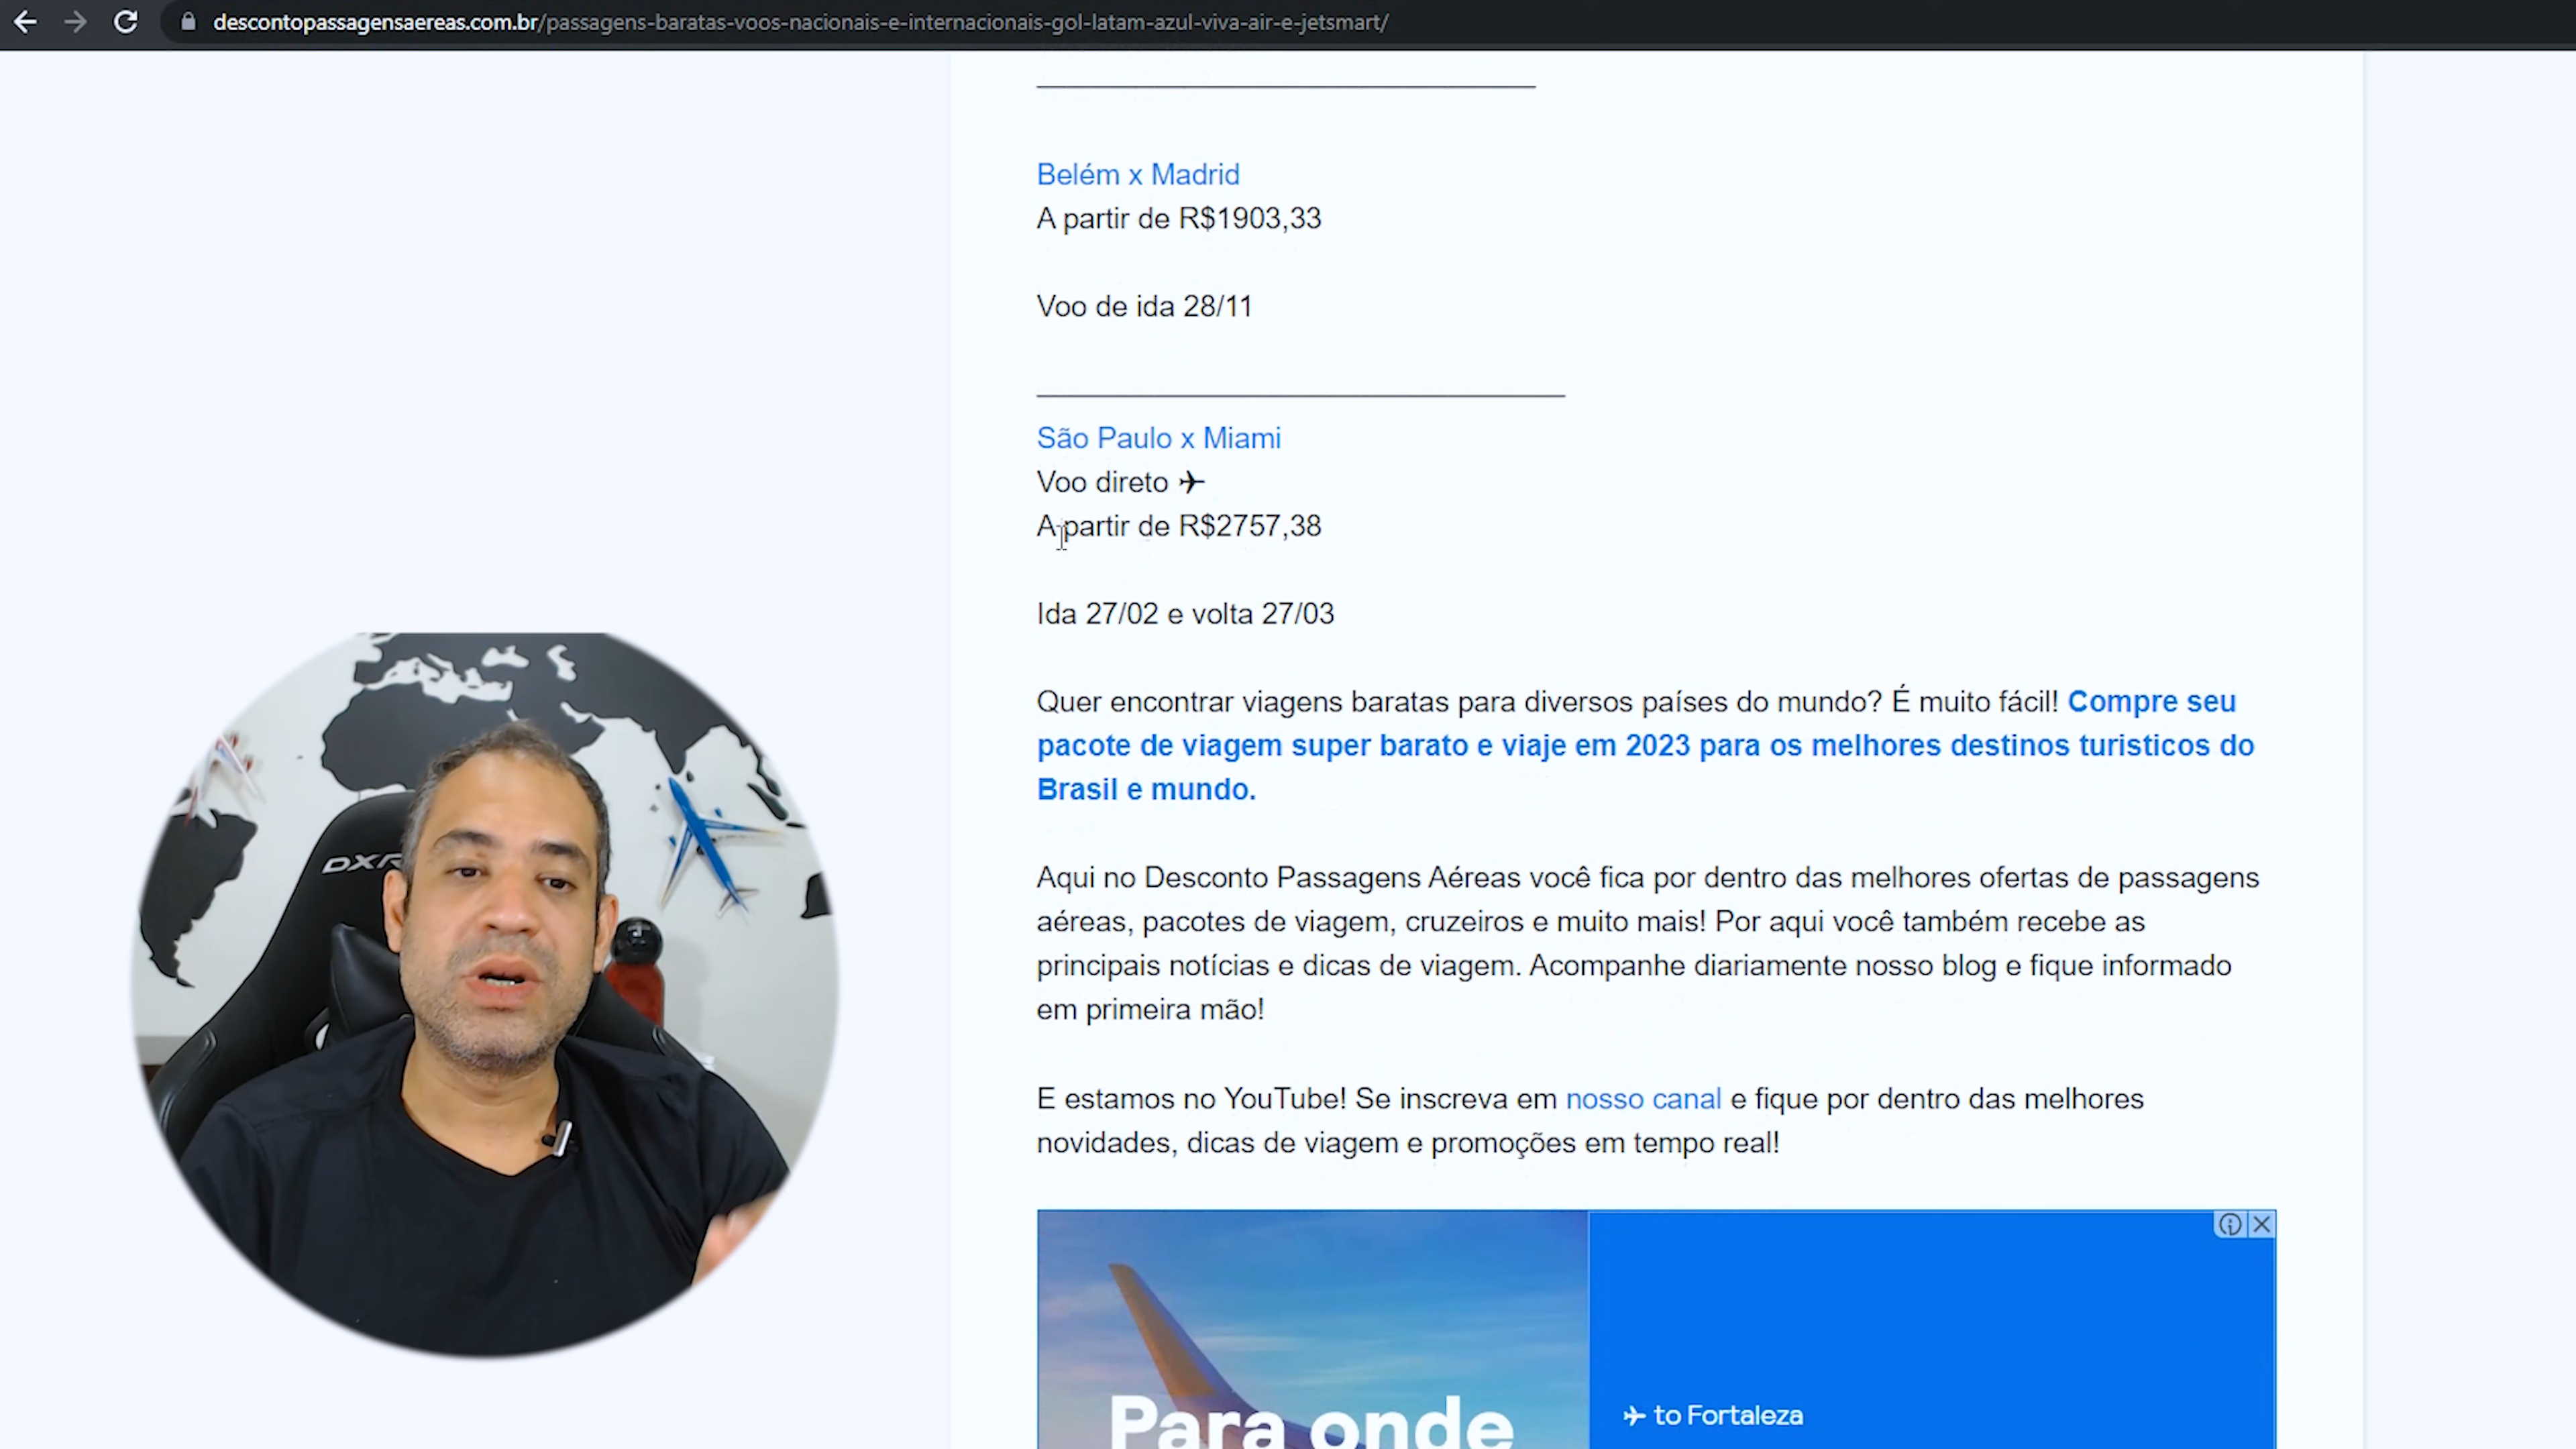 descontopassagensaereas.com.br/passagens-baratas-voos-nacionais-e-internacionais-gol-latam-azul-viva-air-e-jetsmart/
Belém x Madrid
A partir de R$1903,33
Voo de ida 28/11
São Paulo x Miami
Voo direto ✈
A partir de R$2757,38
Ida 27/02 e volta 27/03
Quer encontrar viagens baratas para diversos países do mundo? É muito fácil! Compre seu
pacote de viagem super barato e viaje em 2023 para os melhores destinos turisticos do
Brasil e mundo.
Aqui no Desconto Passagens Aéreas você fica por dentro das melhores ofertas de passagens
aéreas, pacotes de viagem, cruzeiros e muito mais! Por aqui você também recebe as
principais notícias e dicas de viagem. Acompanhe diariamente nosso blog e fique informado
em primeira mão!
E estamos no YouTube! Se inscreva em nosso canal e fique por dentro das melhores
novidades, dicas de viagem e promoções em tempo real!
Para onde
✈ to Fortaleza